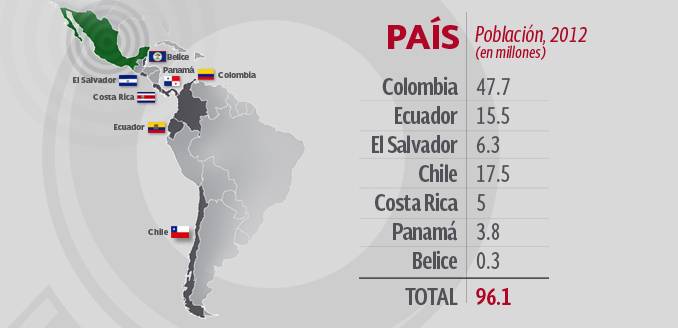 Belice
Panamá
El Salvador
Colombia
Costa Rica
Ecuador
Chile
PAÍS Población, 2012
(en millones)
Colombia 47.7
Ecuador 15.5
El Salvador 6.3
Chile 17.5
Costa Rica 5
Panamá 3.8
Belice 0.3
TOTAL 96.1